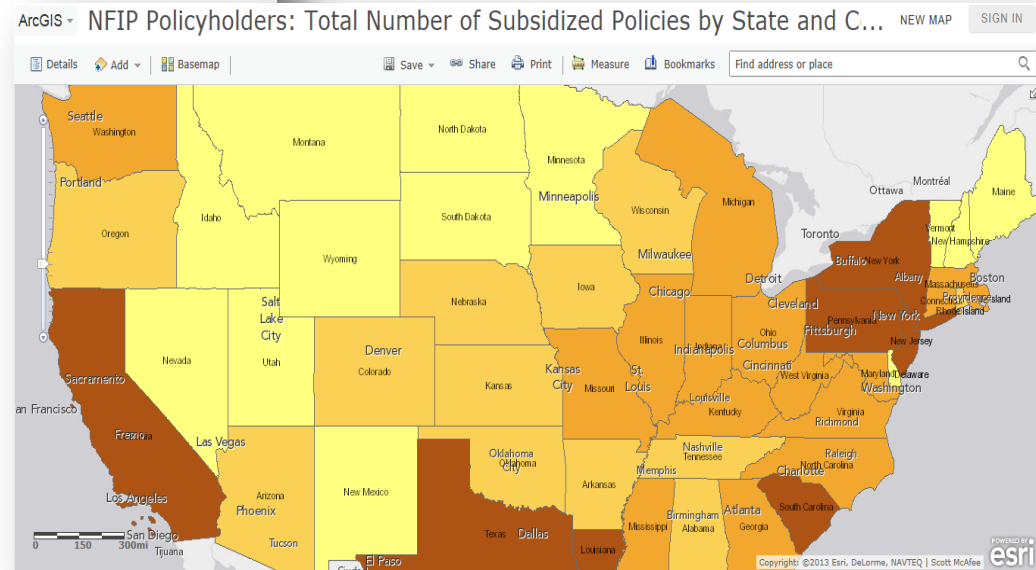 ArcGIS NFIP Policyholders: Total Number of Subsidized Policies by State and C... NEW MAP SIGN IN
Details Add Basemap Save Share Print Measure Bookmarks Find address or place
Seattle
Washington
Montana
North Dakota
Minnesota
Ottawa
Montréal
Portland
Minneapolis
Maine
Idaho
South Dakota
Wisconsin
Michigan
Oregon
Toronto
Vermont
New Hampshire
Wyoming
Milwaukee
Buffalo
New York
Albany
Boston
Detroit
Massachusetts
Iowa
Chicago
Cleveland
Connecticut
Providence
Rhode Island
Salt
Lake
City
Nebraska
Pennsylvania
New York
Pittsburgh
Illinois
Indiana
Indianapolis
Ohio
Columbus
New Jersey
Nevada
Utah
Denver
Colorado
Kansas
City
Cincinnati
Maryland
Delaware
Sacramento
Kansas
Missouri
St.
Louis
West Virginia
Washington
an Francisco
Louisville
Kentucky
Virginia
Richmond
Fresno
Las Vegas
Oklahoma
City
Oklahoma
Nashville
Tennessee
Raleigh
North Carolina
Charlotte
Memphis
Los Angeles
Arizona
Phoenix
New Mexico
Arkansas
South Carolina
Birmingham
Alabama
Atlanta
Georgia
Mississippi
San Diego
Tijuana
Tucson
Texas
Dallas
Louisiana
El Paso
0 150 300mi
Copyright: ©2013 Esri, DeLorme, NAVTEQ | Scott McAfee
POWERED BY
esri